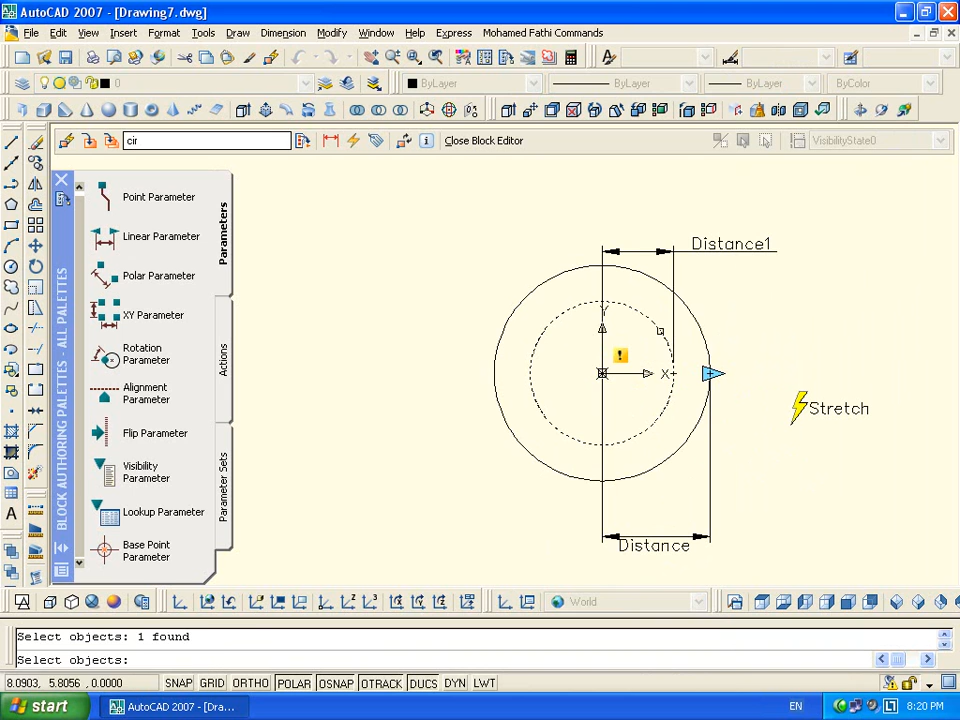 AutoCAD 2007 - [Drawing7.dwg]
File Edit View Insert Format Tools Draw Dimension Modify Window Help Express Mohamed Fathi Commands
0 ByLayer ByLayer ByLayer ByColor
cir Close Block Editor VisibilityState0
Point Parameter
Linear Parameter
Polar Parameter
XY Parameter
Rotation
Parameter
Alignment
Parameter
Flip Parameter
Visibility
Parameter
Lookup Parameter
Base Point
Parameter
Parameters
Actions
Parameter Sets
BLOCK AUTHORING PALETTES - ALL PALETTES
Distance1
Y
X
Stretch
Distance
World
Select objects: 1 found
Select objects:
8.0903, 5.8056 , 0.0000 SNAP GRID ORTHO POLAR OSNAP OTRACK DUCS DYN LWT
start AutoCAD 2007 - [Dra... EN 8:20 PM